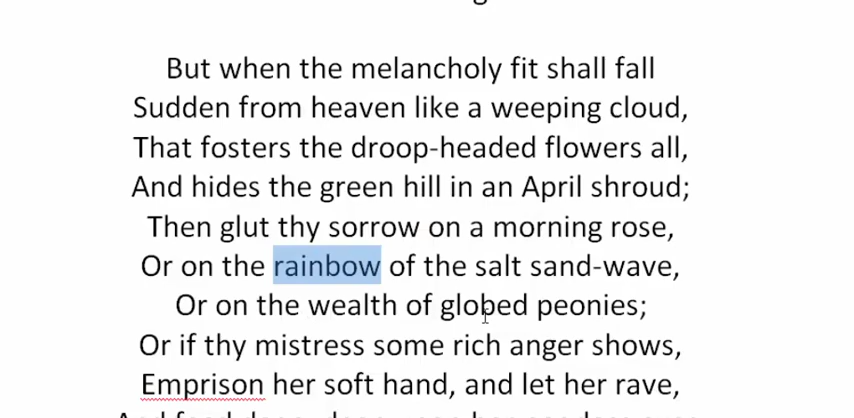 But when the melancholy fit shall fall
Sudden from heaven like a weeping cloud,
That fosters the droop-headed flowers all,
And hides the green hill in an April shroud;
Then glut thy sorrow on a morning rose,
Or on the rainbow of the salt sand-wave,
Or on the wealth of globed peonies;
Or if thy mistress some rich anger shows,
Emprison her soft hand, and let her rave,